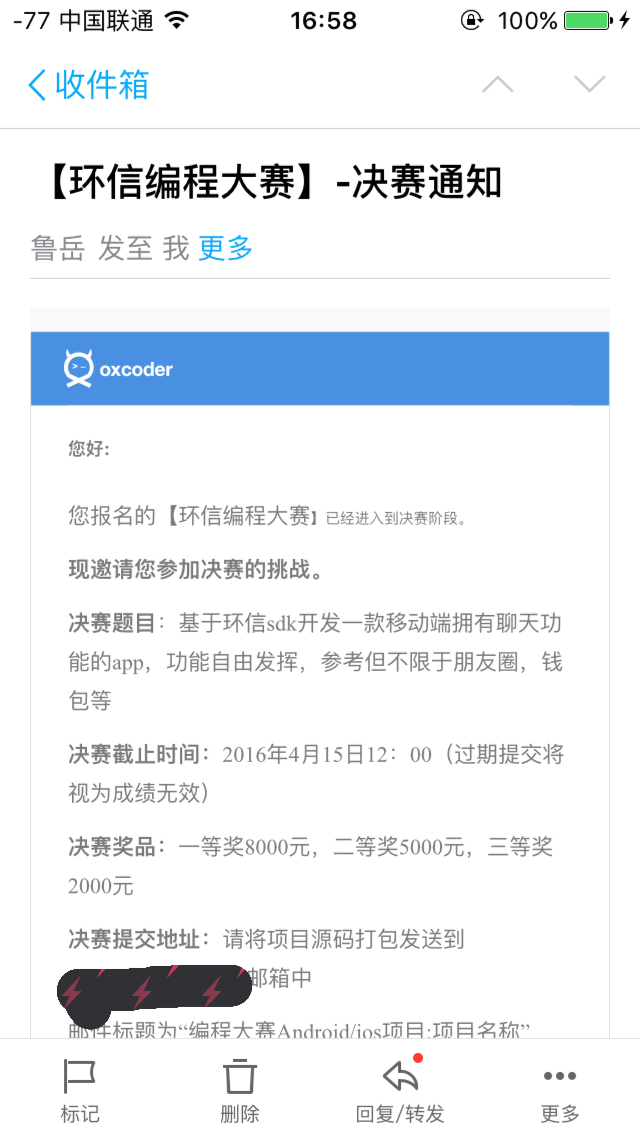 -77 中国联通 16:58 100%
收件箱
【环信编程大赛】-决赛通知
鲁岳 发至 我 更多
oxcoder
您好:
您报名的【环信编程大赛】已经进入到决赛阶段。
现邀请您参加决赛的挑战。
决赛题目：基于环信sdk开发一款移动端拥有聊天功
能的app，功能自由发挥，参考但不限于朋友圈，钱
包等
决赛截止时间：2016年4月15日12：00（过期提交将
视为成绩无效）
决赛奖品：一等奖8000元，二等奖5000元，三等奖
2000元
决赛提交地址：请将项目源码打包发送到
邮箱中
邮件标题为“编程大赛Android/ios项目:项目名称”
标记 删除 回复/转发 更多